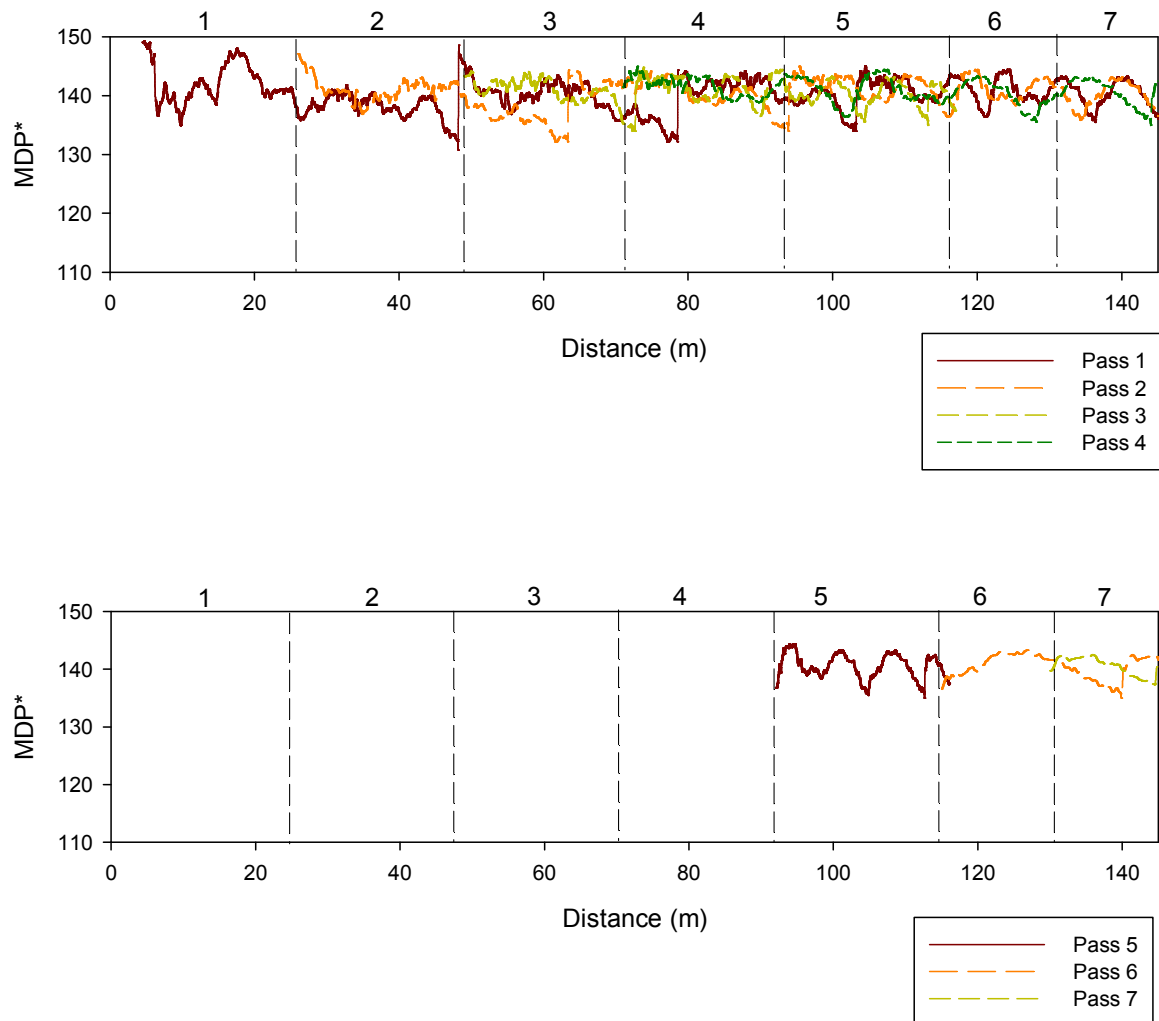 1 2 3 4 5 6 7
150
140
130
120
110
MDP*
0 20 40 60 80 100 120 140
Distance (m)
Pass 1
Pass 2
Pass 3
Pass 4
1 2 3 4 5 6 7
150
140
130
120
110
MDP*
0 20 40 60 80 100 120 140
Distance (m)
Pass 5
Pass 6
Pass 7